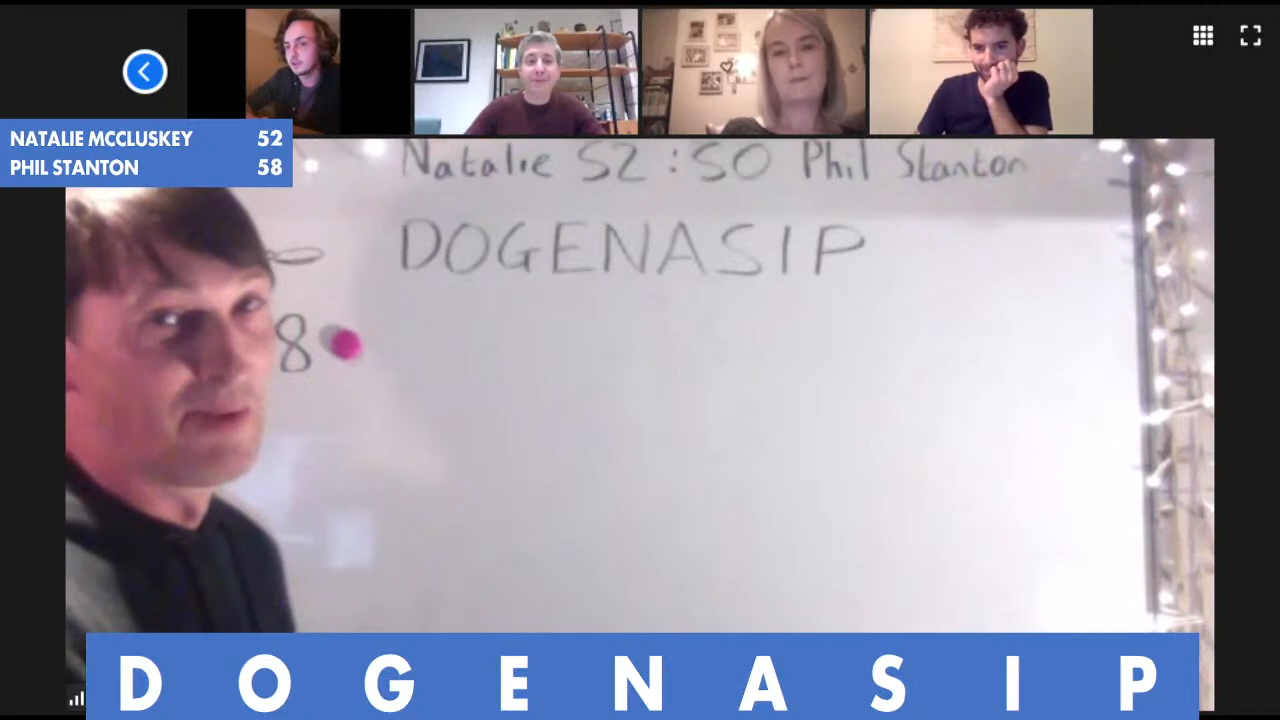 NATALIE MCCLUSKEY 52
PHIL STANTON 58
Natalie 52 : 50 Phil Stanton
DOGENASIP
8
D O G E N A S I P